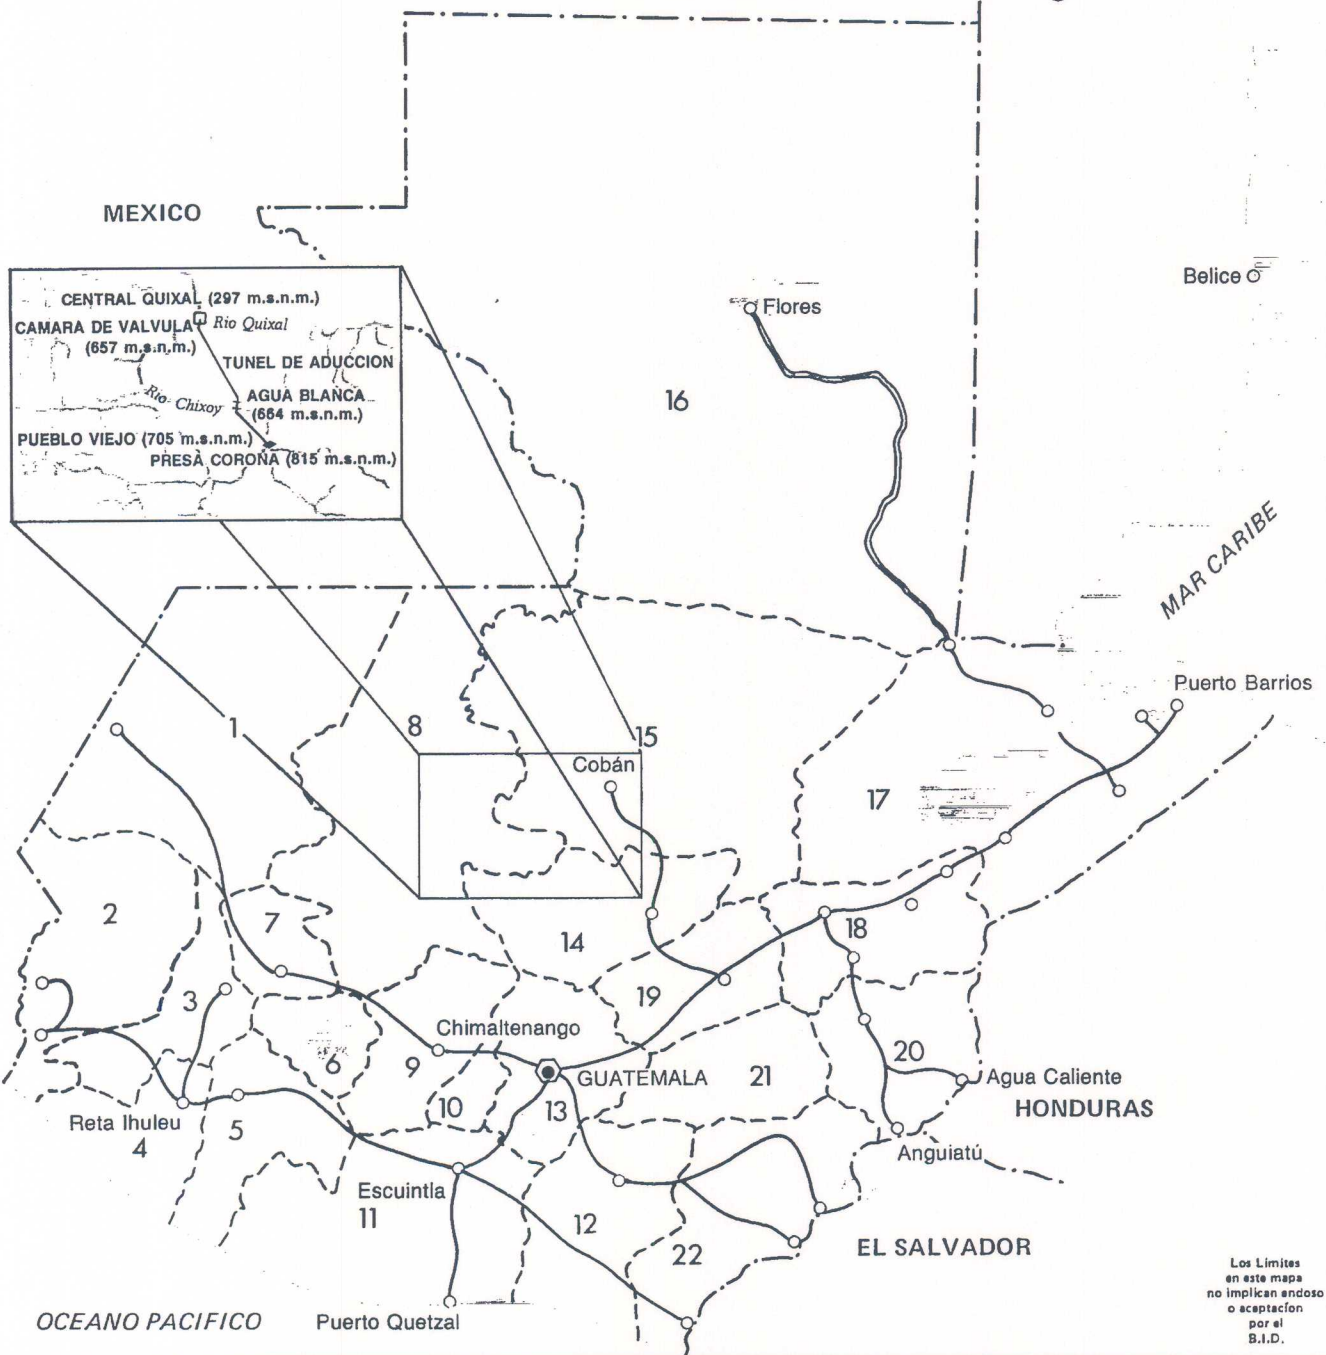 MEXICO
CENTRAL QUIXAL (297 m.s.n.m.)
CAMARA DE VALVULA
Rio Quixal
(657 m.s.n.m.)
TUNEL DE ADUCCION
Rio Chixoy
AGUA BLANCA
(664 m.s.n.m.)
PUEBLO VIEJO (705 m.s.n.m.)
PRESA CORONA (815 m.s.n.m.)
Belice
Flores
16
MAR CARIBE
Puerto Barrios
1
8
15
Cobán
17
2
7
14
18
3
19
Chimaltenango
6
9
GUATEMALA
21
20
Agua Caliente
HONDURAS
10
13
Reta Ihuleu
4
5
Anguiatú
Escuintla
11
12
22
EL SALVADOR
OCEANO PACIFICO
Puerto Quetzal
Los Limites
en este mapa
no implican endoso
o aceptacion
por el
B.I.D.